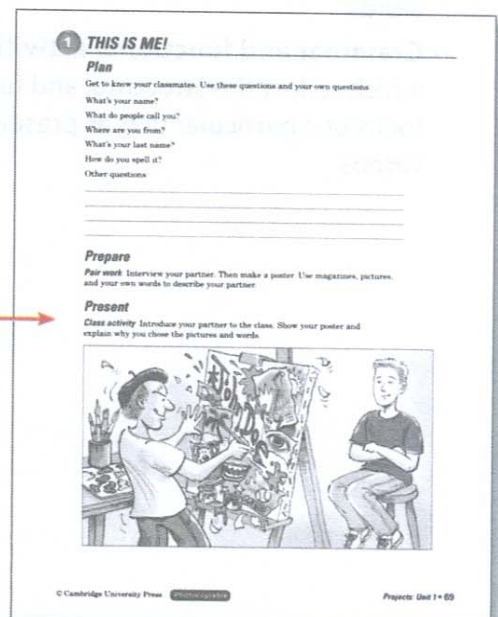 1 THIS IS ME!
Plan
Get to know your classmates. Use these questions and your own questions
What's your name?
What do people call you?
Where are you from?
What's your last name?
How do you spell it?
Other questions
Prepare
Pair work Interview your partner. Then make a poster. Use magazines, pictures,
and your own words to describe your partner
Present
Class activity Introduce your partner to the class. Show your poster and
explain why you chose the pictures and words.
© Cambridge University Press Photocopiable
Projects: Unit 1 • 69